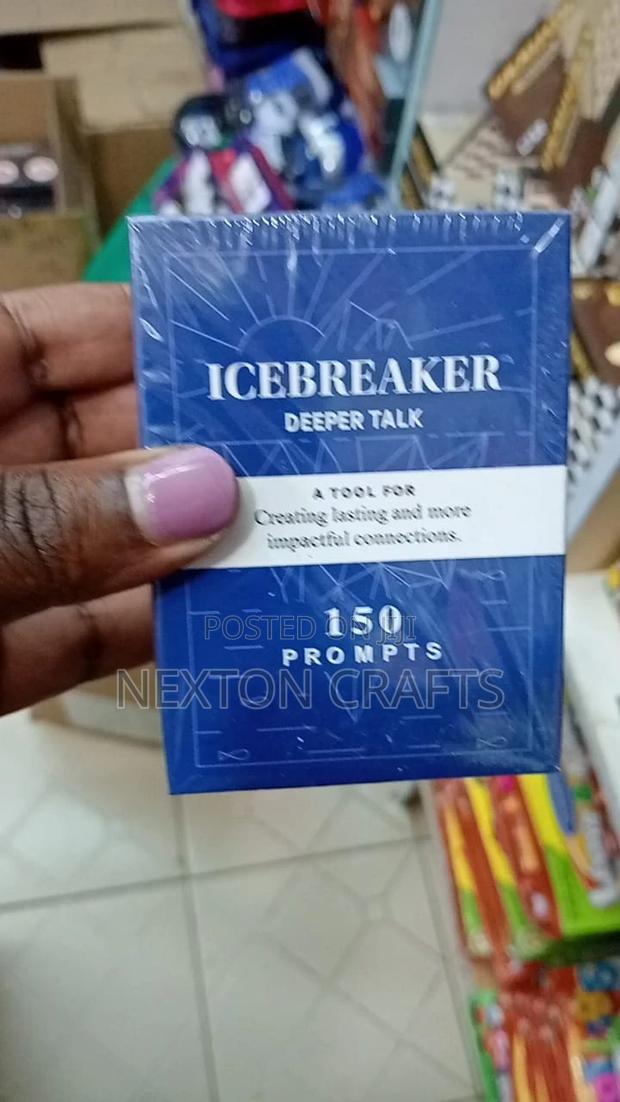 ICEBREAKER
DEEPER TALK
A TOOL FOR
Creating lasting and more
impactful connections.
150
POSTED ON JIJI
PROMPTS
NEXTON CRAFTS